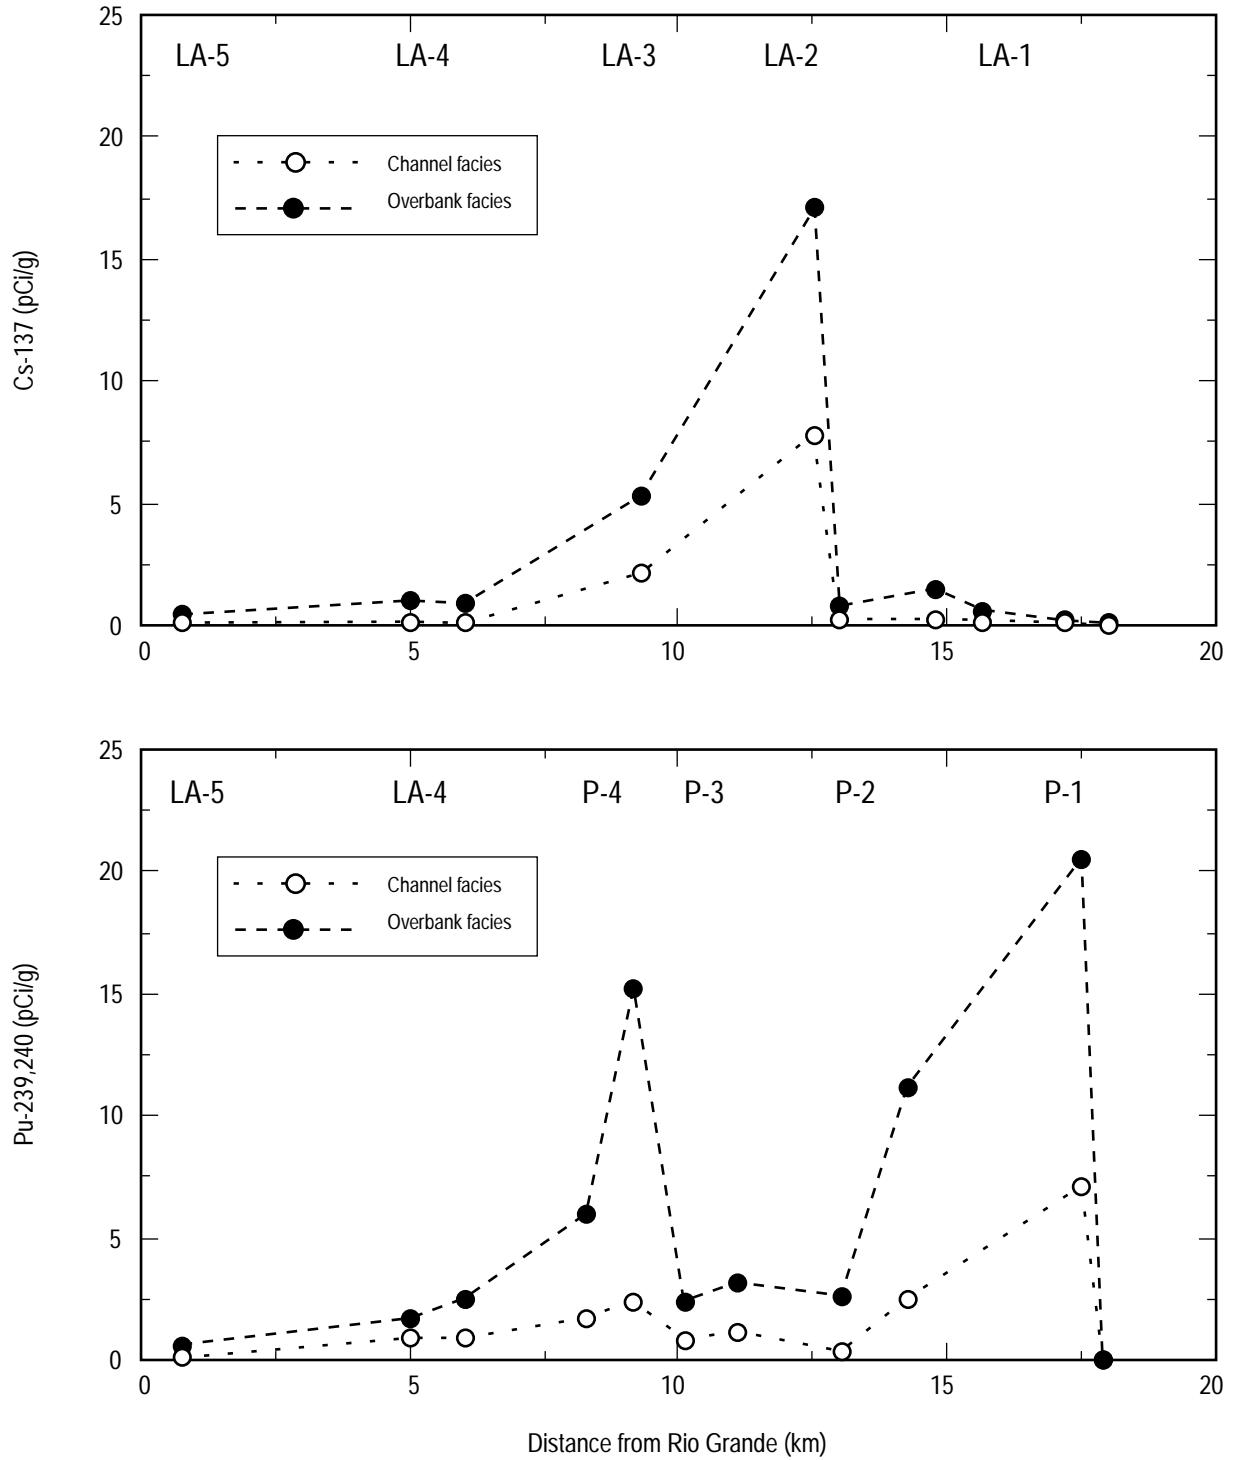 25
LA-5 LA-4 LA-3 LA-2 LA-1
20
Channel facies
Overbank facies
15
Cs-137 (pCi/g)
10
5
0
0 5 10 15 20
25
LA-5 LA-4 P-4 P-3 P-2 P-1
20
Channel facies
Overbank facies
15
Pu-239,240 (pCi/g)
10
5
0
0 5 10 15 20
Distance from Rio Grande (km)